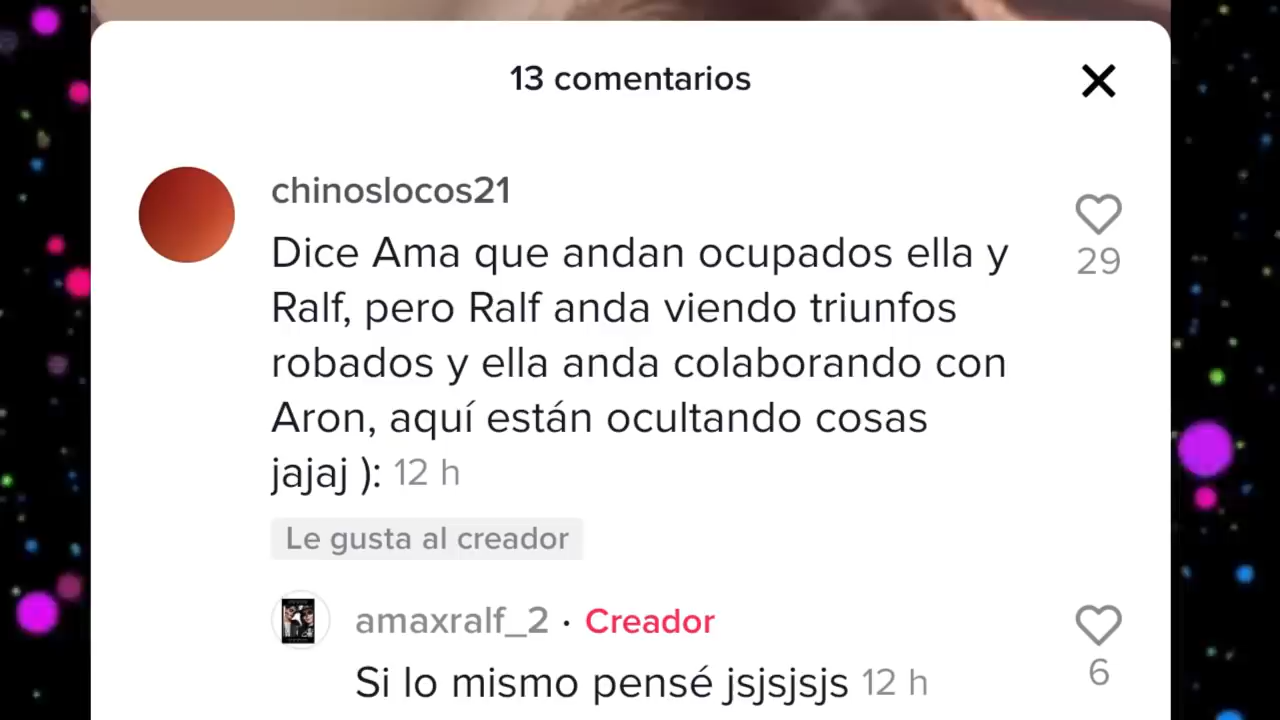 13 comentarios
chinoslocos21
Dice Ama que andan ocupados ella y
29
Ralf, pero Ralf anda viendo triunfos
robados y ella anda colaborando con
Aron, aquí están ocultando cosas
jajaj ): 12 h
Le gusta al creador
amaxralf_2 · Creador
Si lo mismo pensé jsjsjsjs 12 h
6